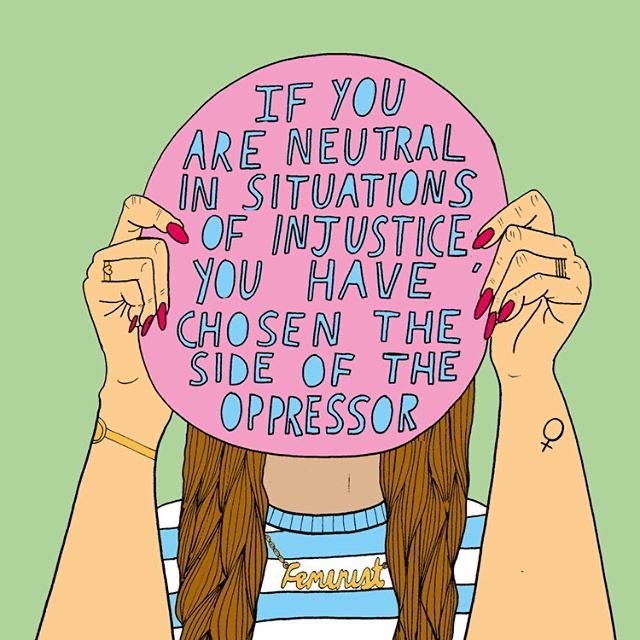 IF YOU
ARE NEUTRAL
IN SITUATIONS
OF INJUSTICE,
YOU HAVE
CHOSEN THE
SIDE OF THE
OPPRESSOR
Feminist